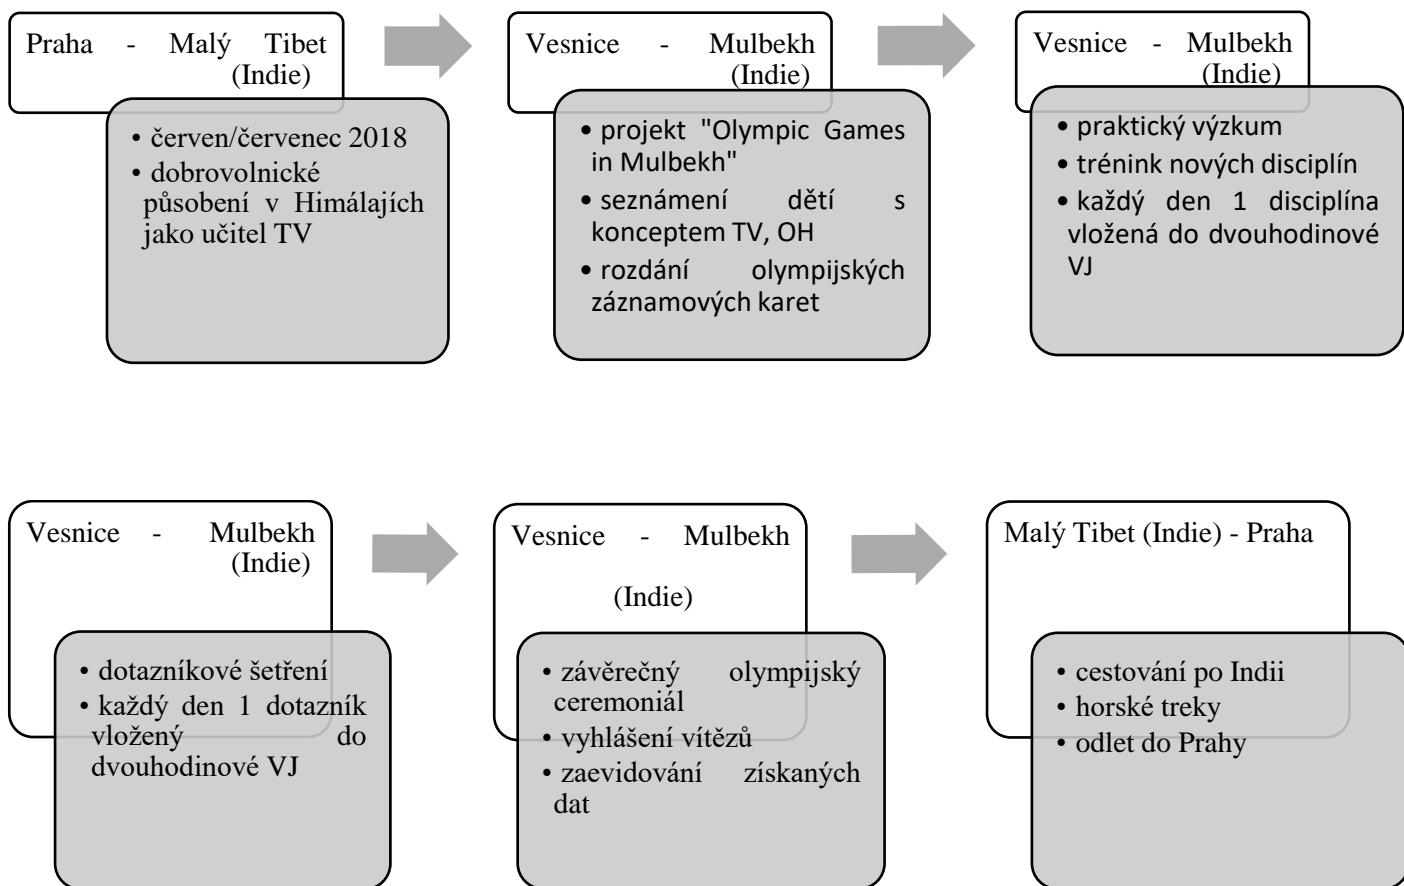 Praha - Malý Tibet
(Indie)
• červen/červenec 2018
• dobrovolnické
působení v Himálajích
jako učitel TV
Vesnice - Mulbekh
(Indie)
• projekt "Olympic Games
in Mulbekh"
• seznámení dětí s
konceptem TV, OH
• rozdání olympijských
záznamových karet
Vesnice - Mulbekh
(Indie)
• praktický výzkum
• trénink nových disciplín
• každý den 1 disciplína
vložená do dvouhodinové
VJ
Vesnice - Mulbekh
(Indie)
• dotazníkové šetření
• každý den 1 dotazník
vložený do
dvouhodinové VJ
Vesnice - Mulbekh
(Indie)
• závěrečný olympijský
ceremoniál
• vyhlášení vítězů
• zaevidování získaných
dat
Malý Tibet (Indie) - Praha
• cestování po Indii
• horské treky
• odlet do Prahy